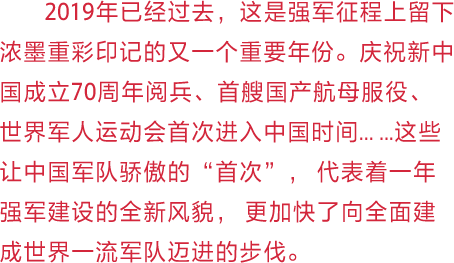 2019年已经过去，这是强军征程上留下
浓墨重彩印记的又一个重要年份。庆祝新中
国成立70周年阅兵、首艘国产航母服役、
世界军人运动会首次进入中国时间... ...这些
让中国军队骄傲的“首次”，代表着一年
强军建设的全新风貌，更加快了向全面建
成世界一流军队迈进的步伐。